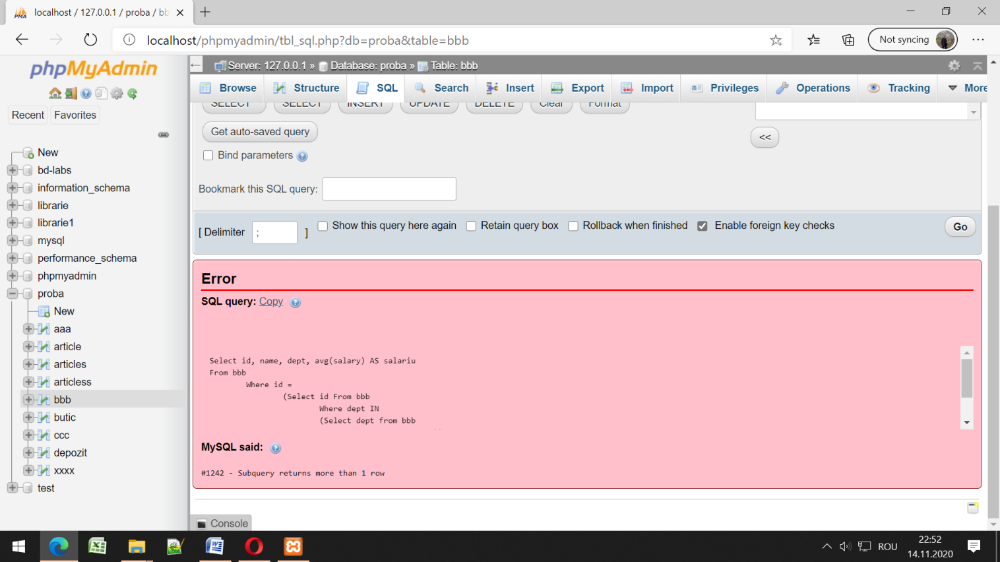 localhost / 127.0.0.1 / proba / bb
localhost/phpmyadmin/tbl_sql.php?db=proba&table=bbb
Not syncing
phpMyAdmin
Recent
Favorites
New
bd-labs
information_schema
librarie
librarie1
mysql
performance_schema
phpmyadmin
proba
New
aaa
article
articles
articless
bbb
butic
ccc
depozit
xxxx
test
Server: 127.0.0.1 » Database: proba » Table: bbb
Browse
Structure
SQL
Search
Insert
Export
Import
Privileges
Operations
Tracking
More
SELECT *
SELECT
INSERT
UPDATE
DELETE
Clear
Format
Get auto-saved query
<<
Bind parameters
Bookmark this SQL query:
[ Delimiter ; ]
Show this query here again
Retain query box
Rollback when finished
Enable foreign key checks
Go
Error
SQL query: Copy
Select id, name, dept, avg(salary) AS salariu
From bbb
Where id =
(Select id From bbb
Where dept IN
(Select dept from bbb
MySQL said:
#1242 - Subquery returns more than 1 row
Console
ROU
22:52
14.11.2020